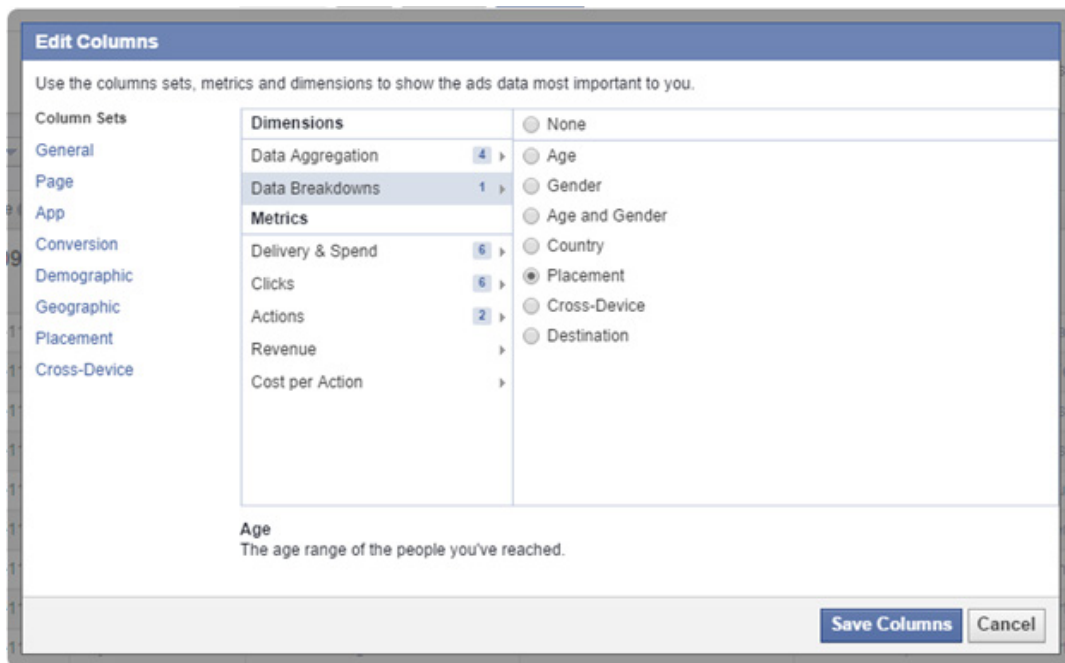 Edit Columns
Use the columns sets, metrics and dimensions to show the ads data most important to you.
Column Sets
General
Page
App
Conversion
Demographic
Geographic
Placement
Cross-Device
Dimensions
Data Aggregation 4
Data Breakdowns 1
Metrics
Delivery & Spend 6
Clicks 6
Actions 2
Revenue
Cost per Action
None
Age
Gender
Age and Gender
Country
Placement
Cross-Device
Destination
Age
The age range of the people you've reached.
Save Columns Cancel